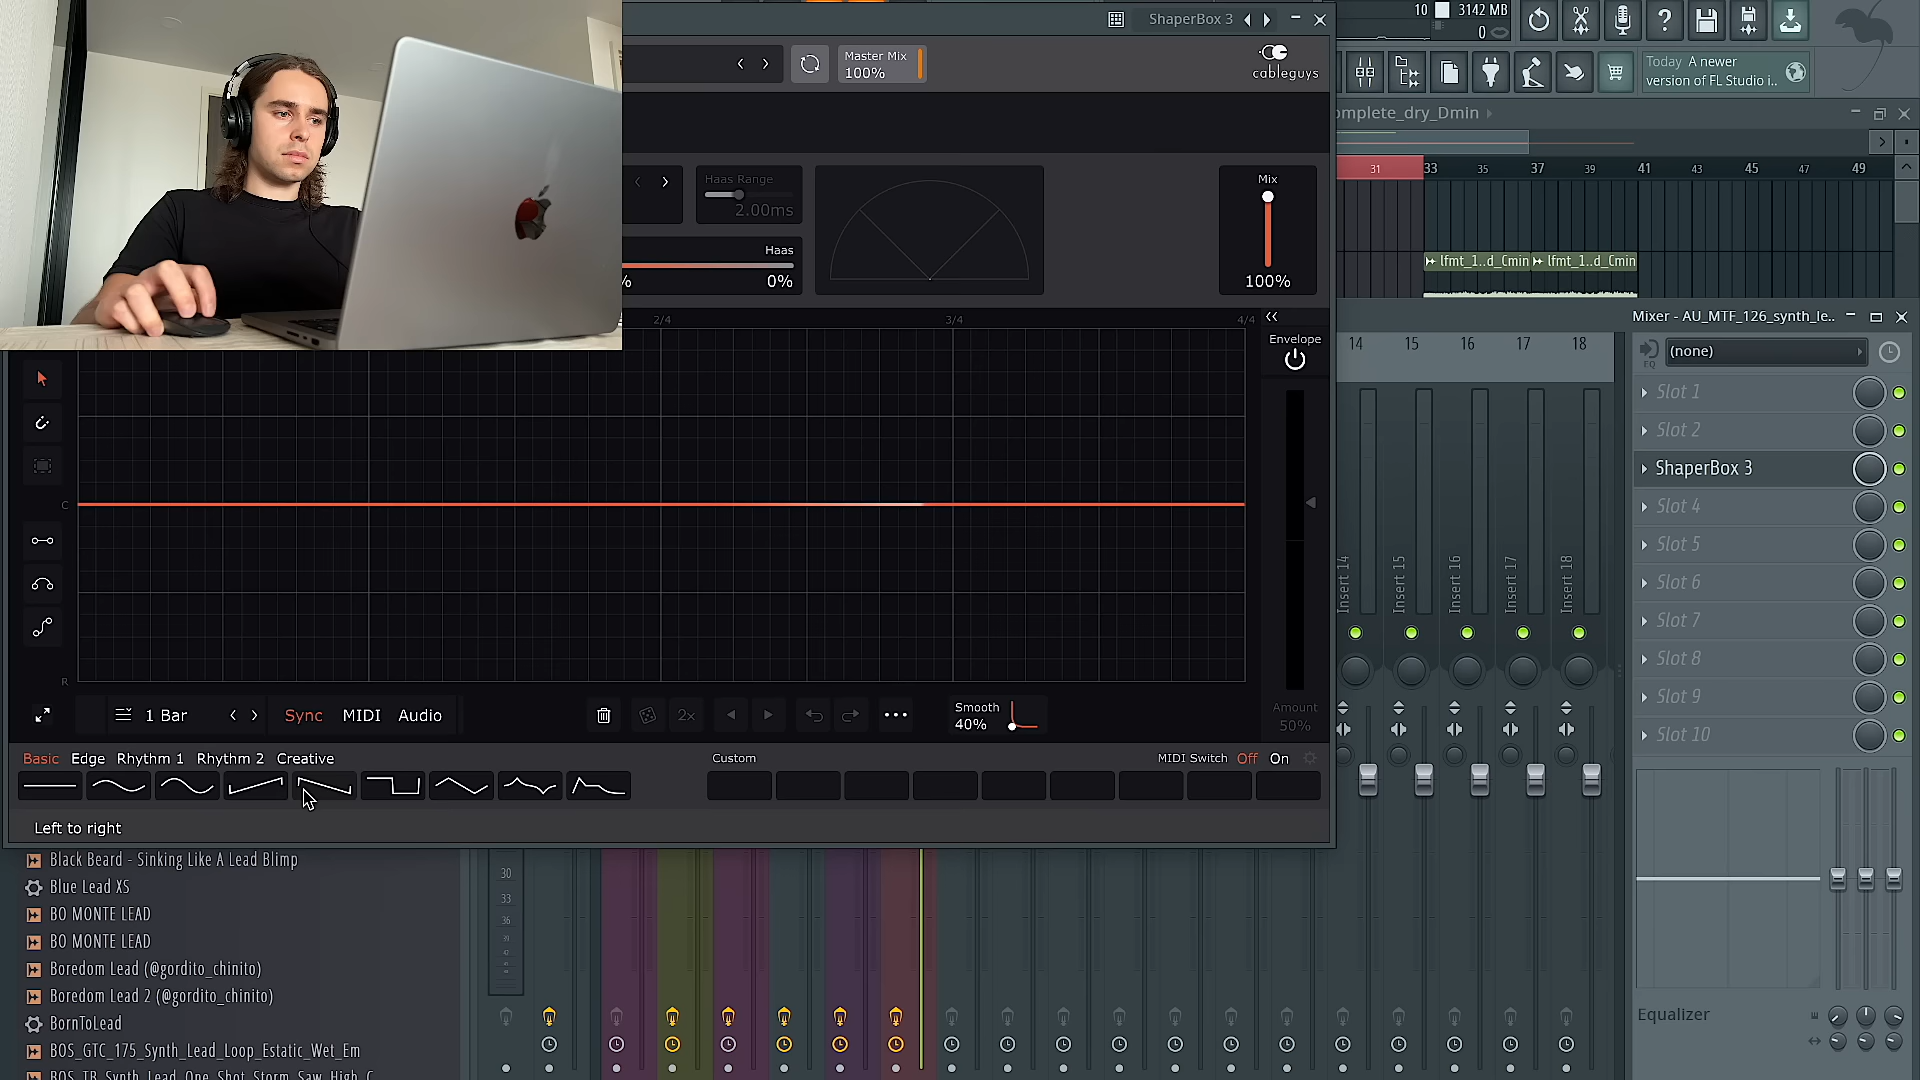 ShaperBox 3
Master Mix
100%
cableguys
10
3142 MB
0
Today A newer
version of FL Studio i..
omplete_dry_Dmin
Haas Range
2.00ms
Haas
%
0%
Mix
100%
31
33
35
37
39
41
43
45
47
49
lfmt_1..d_Cmin
lfmt_1..d_Cmin
2/4
3/4
4/4
Envelope
C
R
Amount
50%
1 Bar
Sync
MIDI
Audio
2x
Smooth
40%
Basic
Edge
Rhythm 1
Rhythm 2
Creative
Custom
MIDI Switch
Off
On
Left to right
Mixer - AU_MTF_126_synth_le..
(none)
EQ
14
15
16
17
18
Insert 14
Insert 15
Insert 16
Insert 17
Insert 18
Slot 1
Slot 2
ShaperBox 3
Slot 4
Slot 5
Slot 6
Slot 7
Slot 8
Slot 9
Slot 10
Equalizer
Black Beard - Sinking Like A Lead Blimp
Blue Lead XS
BO MONTE LEAD
BO MONTE LEAD
Boredom Lead (@gordito_chinito)
Boredom Lead 2 (@gordito_chinito)
BornToLead
BOS_GTC_175_Synth_Lead_Loop_Estatic_Wet_Em
BOS_TB_Synth_Lead_One_Shot_Storm_Saw_High_C
30
33
36